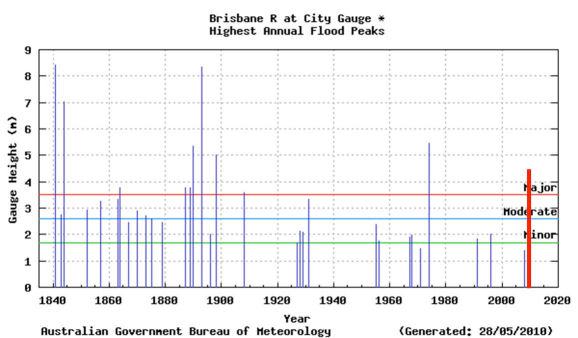 Brisbane R at City Gauge *
Highest Annual Flood Peaks
9
8
7
6
5
4
3
2
1
0
Gauge Height (m)
Major
Moderate
Minor
1840 1860 1880 1900 1920 1940 1960 1980 2000 2020
Year
Australian Government Bureau of Meteorology (Generated: 28/05/2010)